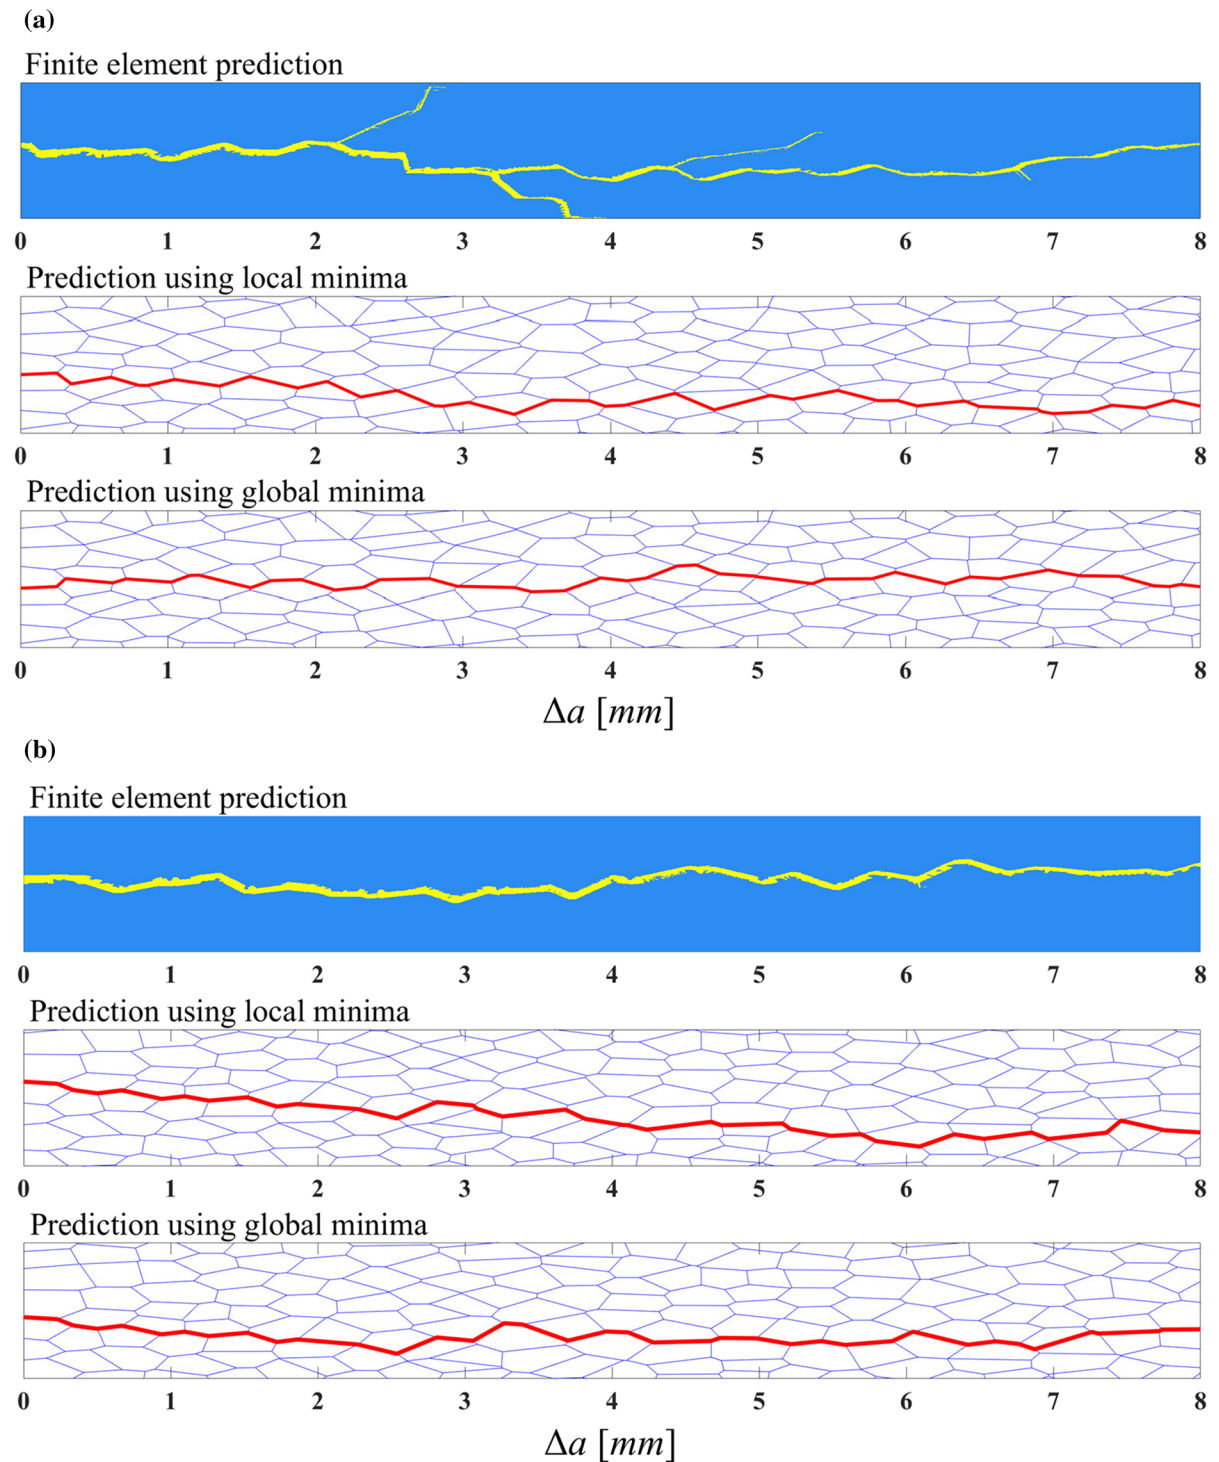 (a)
Finite element prediction
0 1 2 3 4 5 6 7 8
Prediction using local minima
0 1 2 3 4 5 6 7 8
Prediction using global minima
0 1 2 3 4 5 6 7 8
Δa [mm]
(b)
Finite element prediction
0 1 2 3 4 5 6 7 8
Prediction using local minima
0 1 2 3 4 5 6 7 8
Prediction using global minima
0 1 2 3 4 5 6 7 8
Δa [mm]